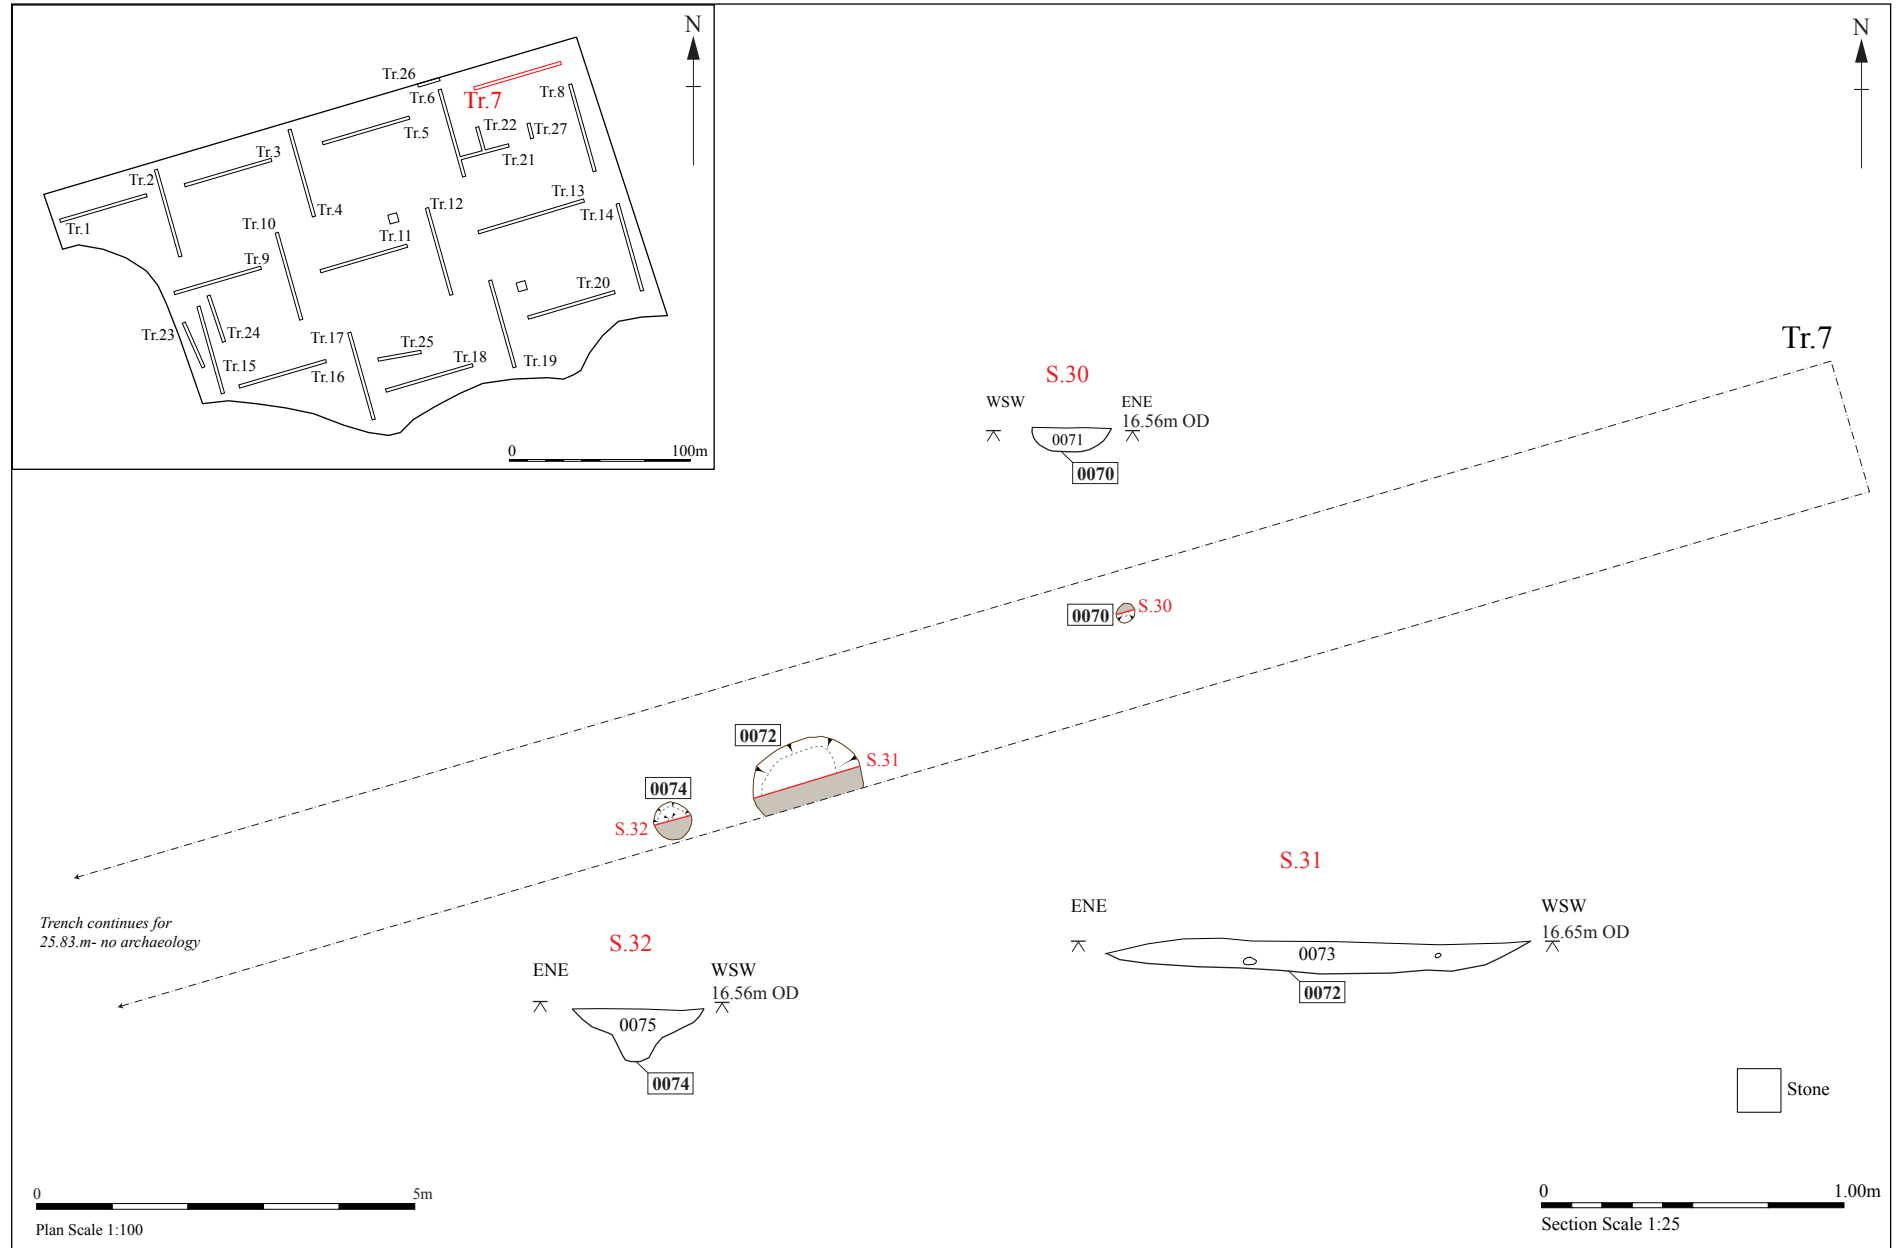 N
Tr.26
Tr.6
Tr.7
Tr.8
Tr.5
Tr.22
Tr.27
Tr.3
Tr.21
Tr.2
Tr.13
Tr.4
Tr.12
Tr.14
Tr.1
Tr.10
Tr.11
Tr.9
Tr.20
Tr.23
Tr.24
Tr.17
Tr.25
Tr.15
Tr.16
Tr.18
Tr.19
0 100m
N
Tr.7
S.30
WSW ENE
16.56m OD
0071
0070
0070 S.30
0072
S.31
0074
S.32
Trench continues for
25.83.m- no archaeology
S.31
ENE WSW
16.65m OD
0073
0072
S.32
ENE WSW
16.56m OD
0075
0074
Stone
0 5m
Plan Scale 1:100
0 1.00m
Section Scale 1:25